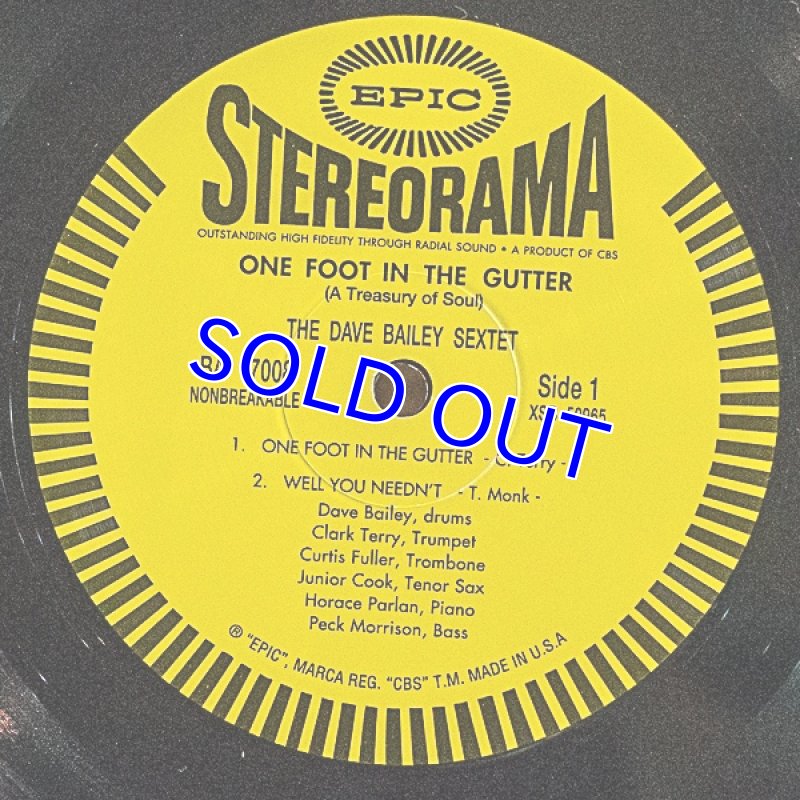 EPIC
STEREORAMA
OUTSTANDING HIGH FIDELITY THROUGH RADIAL SOUND • A PRODUCT OF CBS
ONE FOOT IN THE GUTTER
(A Treasury of Soul)
THE DAVE BAILEY SEXTET
Side 1
NONBREAKABLE
SOLD OUT
1. ONE FOOT IN THE GUTTER - C. Terry -
2. WELL YOU NEEDN'T - T. Monk -
Dave Bailey, drums
Clark Terry, Trumpet
Curtis Fuller, Trombone
Junior Cook, Tenor Sax
Horace Parlan, Piano
Peck Morrison, Bass
® "EPIC", MARCA REG. "CBS" T.M. MADE IN U.S.A